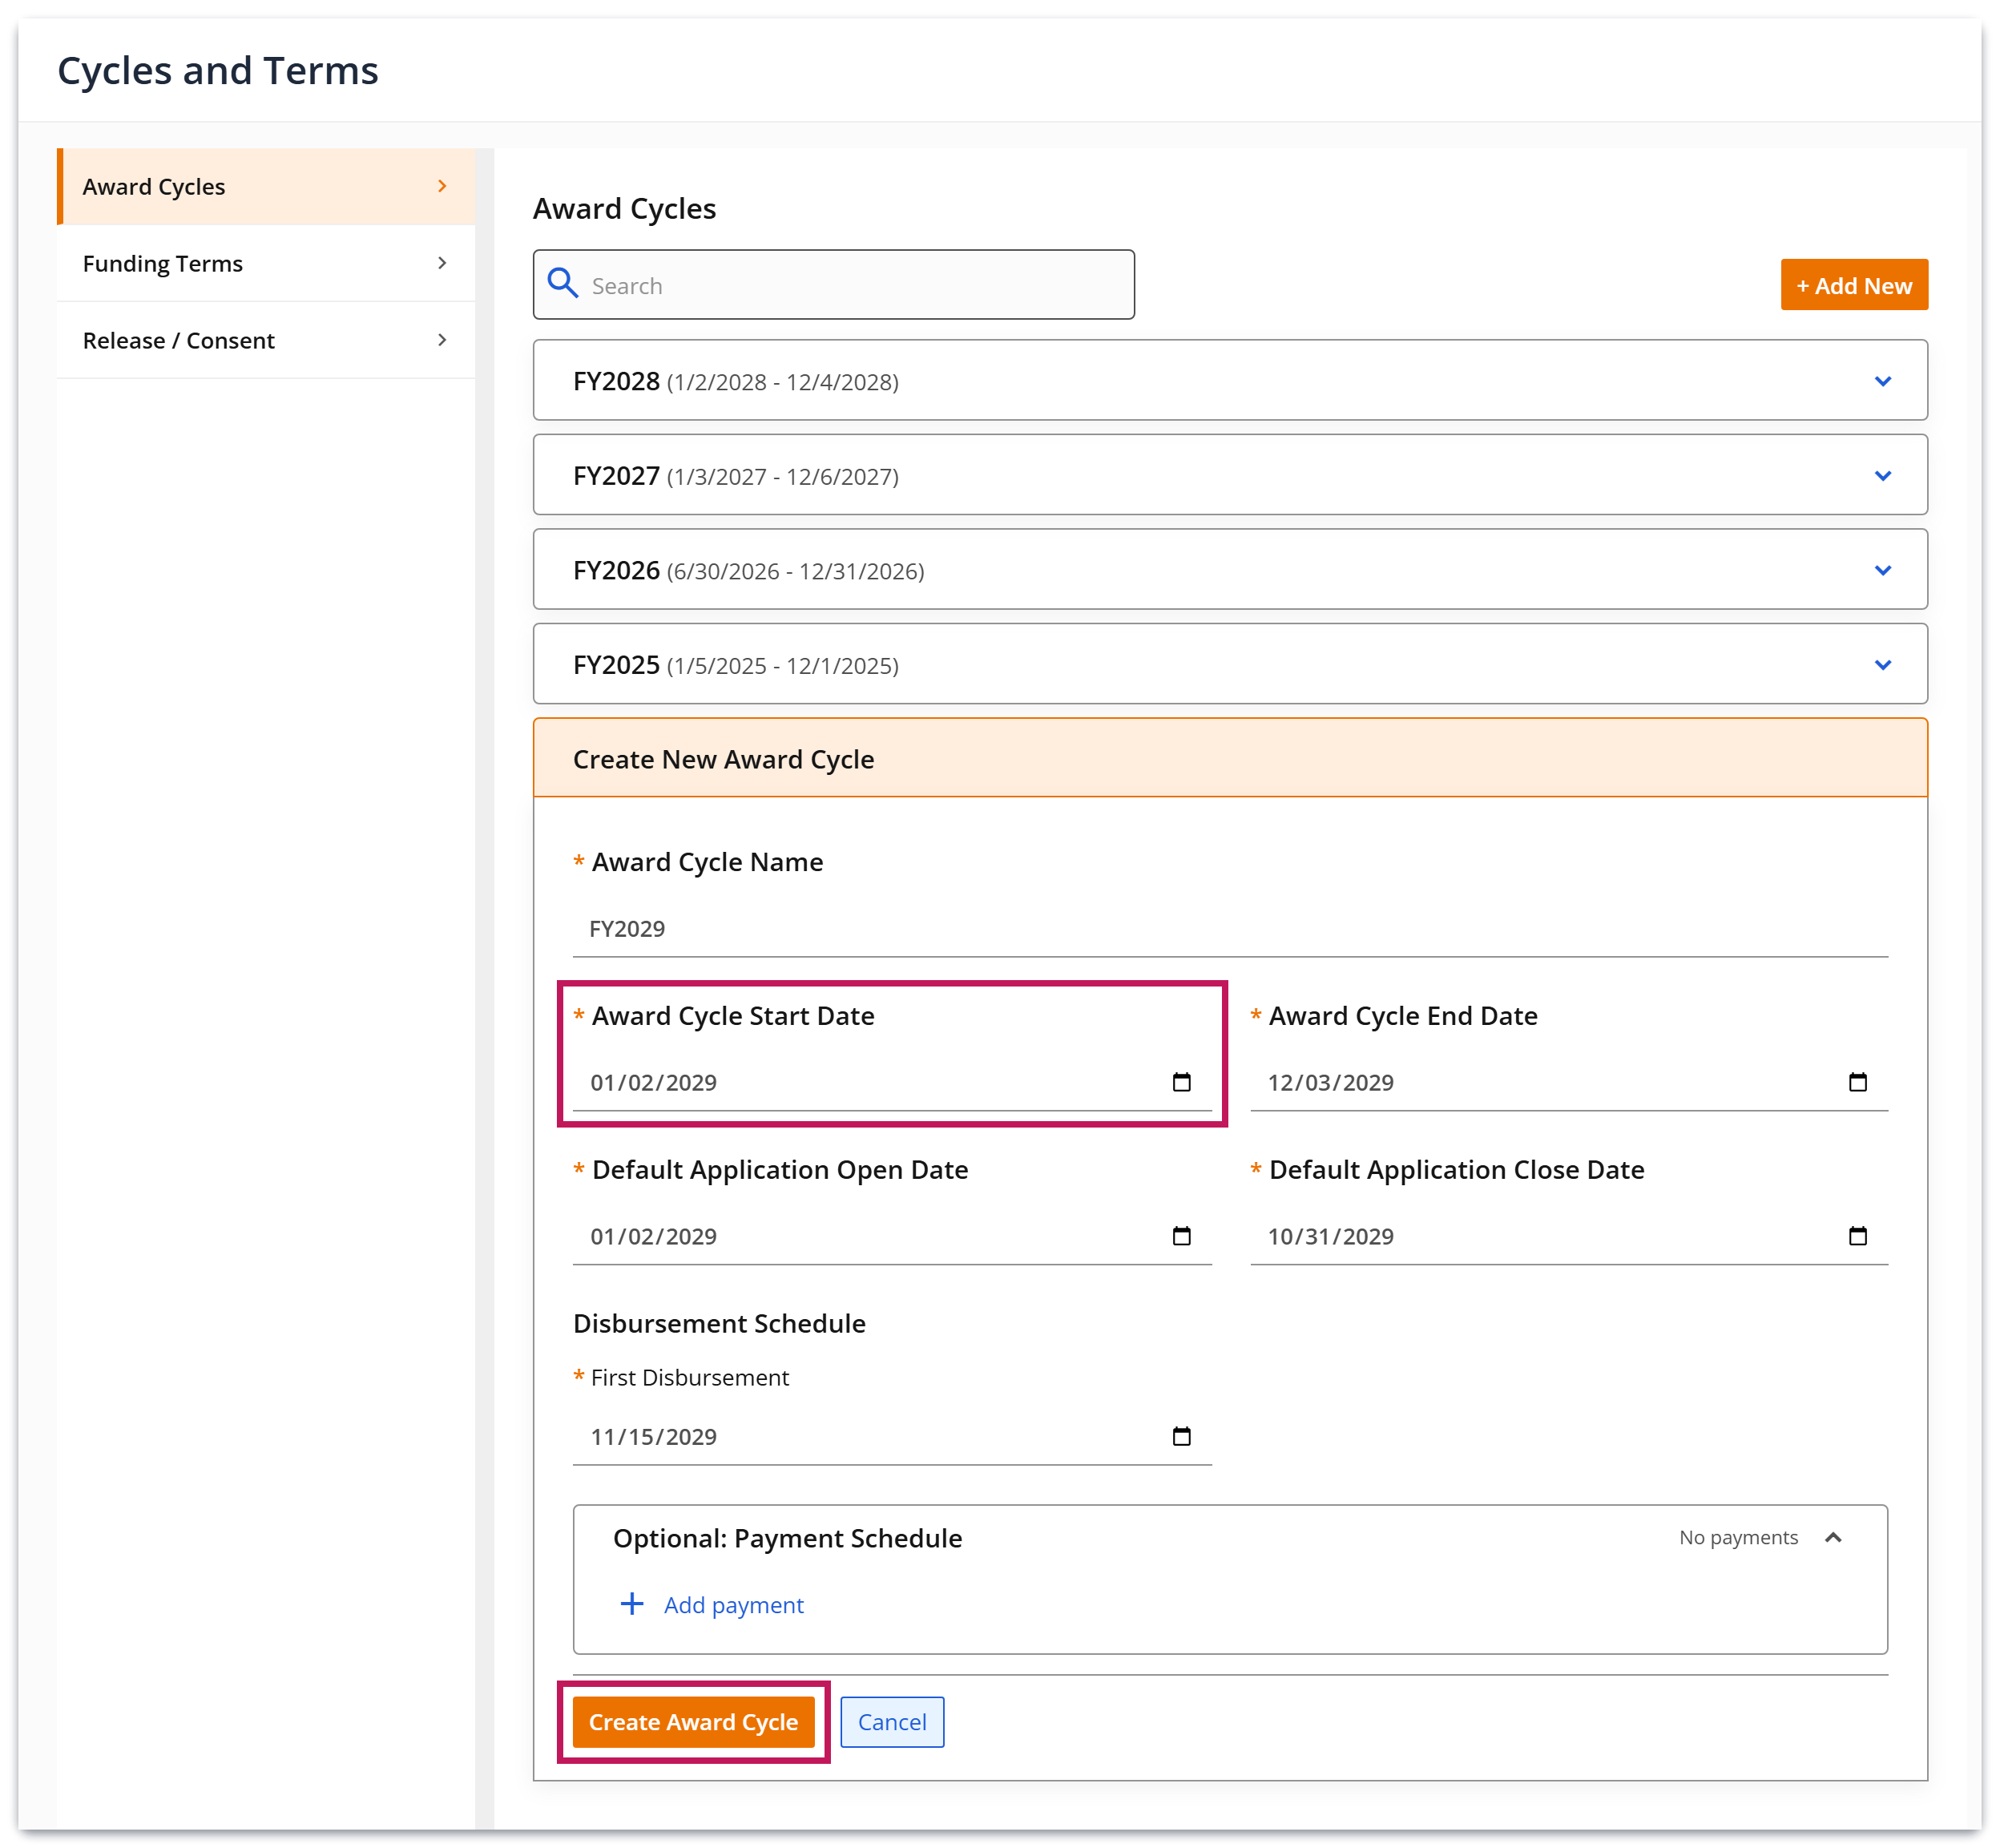 Cycles and Terms
Award Cycles
Funding Terms
Release / Consent
Award Cycles
Search
+ Add New
FY2028 (1/2/2028 - 12/4/2028)
FY2027 (1/3/2027 - 12/6/2027)
FY2026 (6/30/2026 - 12/31/2026)
FY2025 (1/5/2025 - 12/1/2025)
Create New Award Cycle
* Award Cycle Name
FY2029
* Award Cycle Start Date
01/02/2029
* Award Cycle End Date
12/03/2029
* Default Application Open Date
01/02/2029
* Default Application Close Date
10/31/2029
Disbursement Schedule
* First Disbursement
11/15/2029
Optional: Payment Schedule
No payments
+ Add payment
Create Award Cycle
Cancel